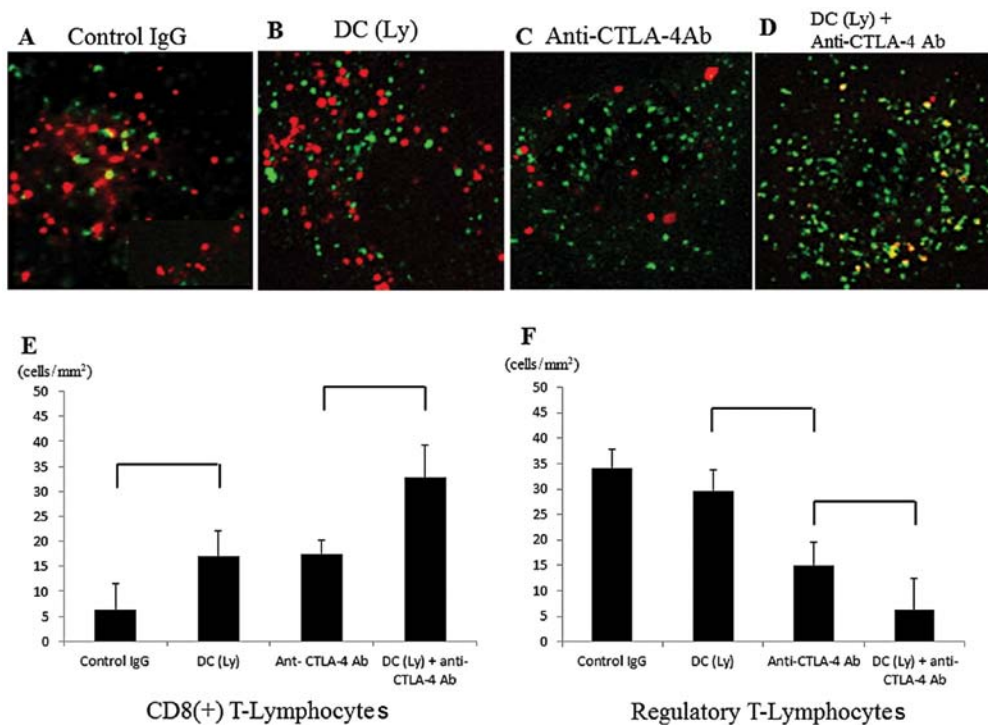 A Control IgG
B DC (Ly)
C Anti-CTLA-4Ab
D DC (Ly) +
Anti-CTLA-4 Ab
E
(cells/mm²)
50
45
40
35
30
25
20
15
10
5
0
Control IgG
DC (Ly)
Ant- CTLA-4 Ab
DC (Ly) + anti-
CTLA-4 Ab
CD8(+) T-Lymphocytes
F
(cells/mm²)
50
45
40
35
30
25
20
15
10
5
0
Control IgG
DC (Ly)
Anti-CTLA-4 Ab
DC (Ly) + anti-
CTLA-4 Ab
Regulatory T-Lymphocytes